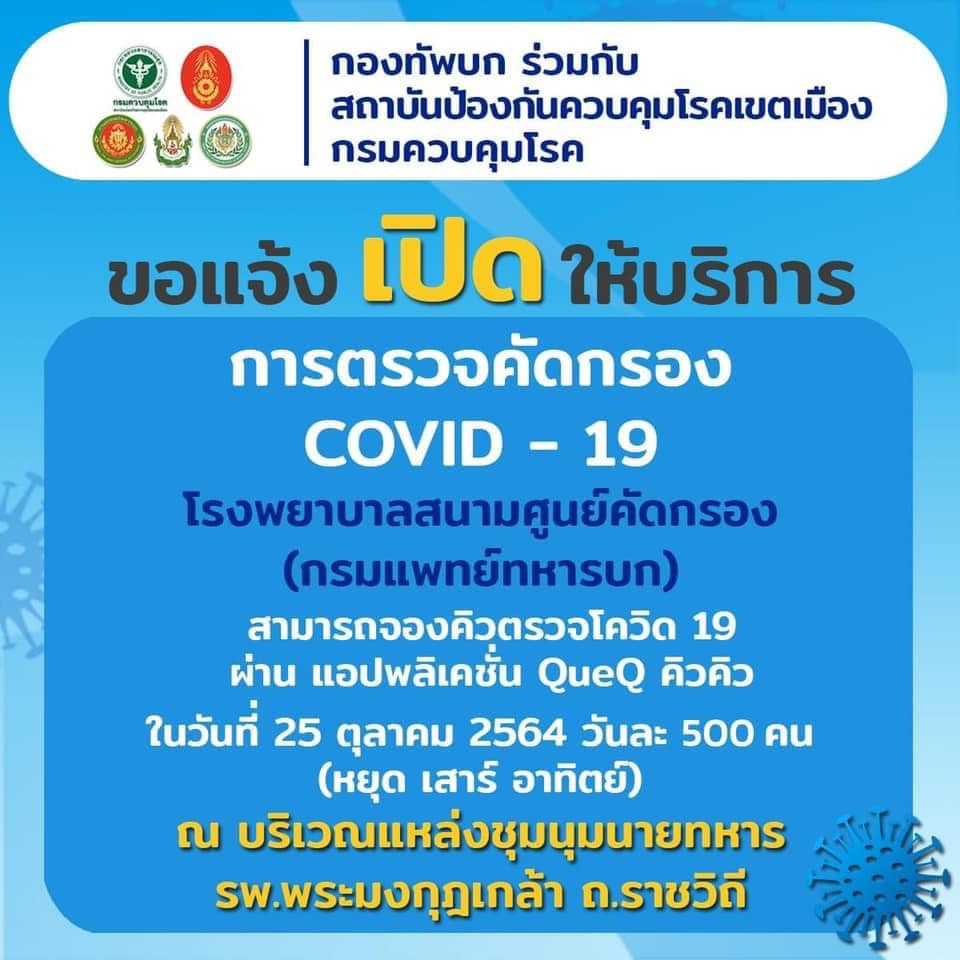 กรมควบคุมโรค
กองทัพบก ร่วมกับ
สถาบันป้องกันควบคุมโรคเขตเมือง
กรมควบคุมโรค
ขอแจ้ง เปิด ให้บริการ
การตรวจคัดกรอง
COVID - 19
โรงพยาบาลสนามศูนย์คัดกรอง
(กรมแพทย์ทหารบก)
สามารถจองคิวตรวจโควิด 19
ผ่าน แอปพลิเคชั่น QueQ คิวคิว
ในวันที่ 25 ตุลาคม 2564 วันละ 500 คน
(หยุด เสาร์ อาทิตย์)
ณ บริเวณแหล่งชุมนุมนายทหาร
รพ.พระมงกุฎเกล้า ถ.ราชวิถี